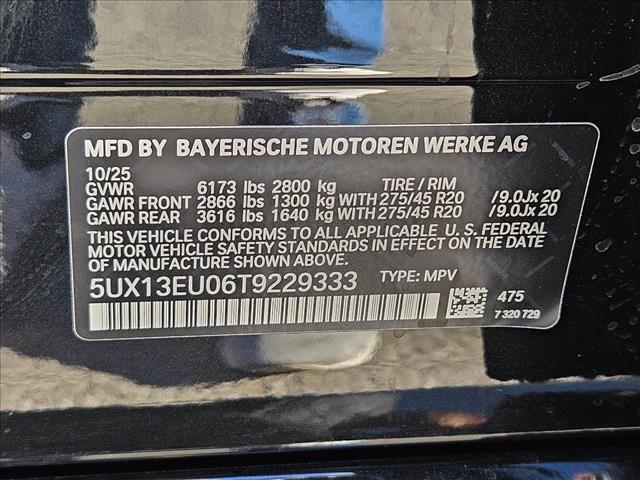 MFD BY BAYERISCHE MOTOREN WERKE AG
10/25
GVWR 6173 lbs 2800 kg TIRE / RIM
GAWR FRONT 2866 lbs 1300 kg WITH 275/45 R20 /9.0Jx 20
GAWR REAR 3616 lbs 1640 kg WITH 275/45 R20 /9.0Jx 20
THIS VEHICLE CONFORMS TO ALL APPLICABLE U. S. FEDERAL
MOTOR VEHICLE SAFETY STANDARDS IN EFFECT ON THE DATE
OF MANUFACTURE SHOWN ABOVE.
5UX13EU06T9229333 TYPE: MPV
475
7 320 729